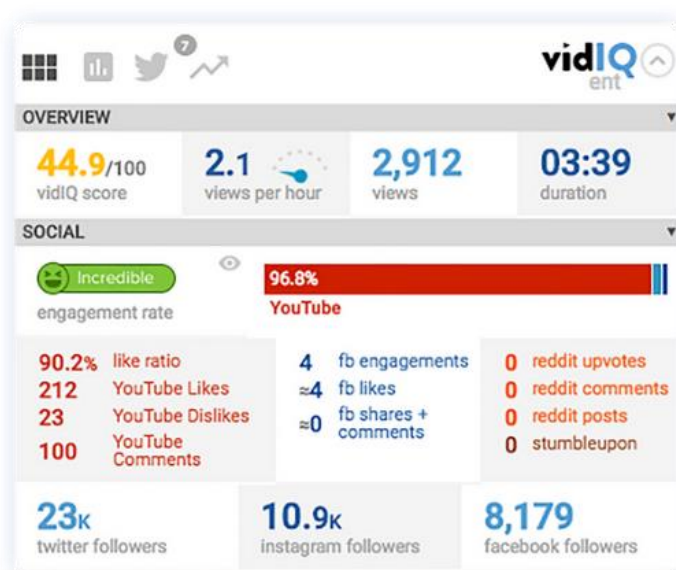 7
vidIQ
ent
OVERVIEW
44.9/100 2.1 2,912 03:39
vidIQ score views per hour views duration
SOCIAL
Incredible 96.8%
engagement rate YouTube
90.2% like ratio
212 YouTube Likes
23 YouTube Dislikes
100 YouTube
Comments
4 fb engagements
≈4 fb likes
≈0 fb shares +
comments
0 reddit upvotes
0 reddit comments
0 reddit posts
0 stumbleupon
23K 10.9K 8,179
twitter followers instagram followers facebook followers